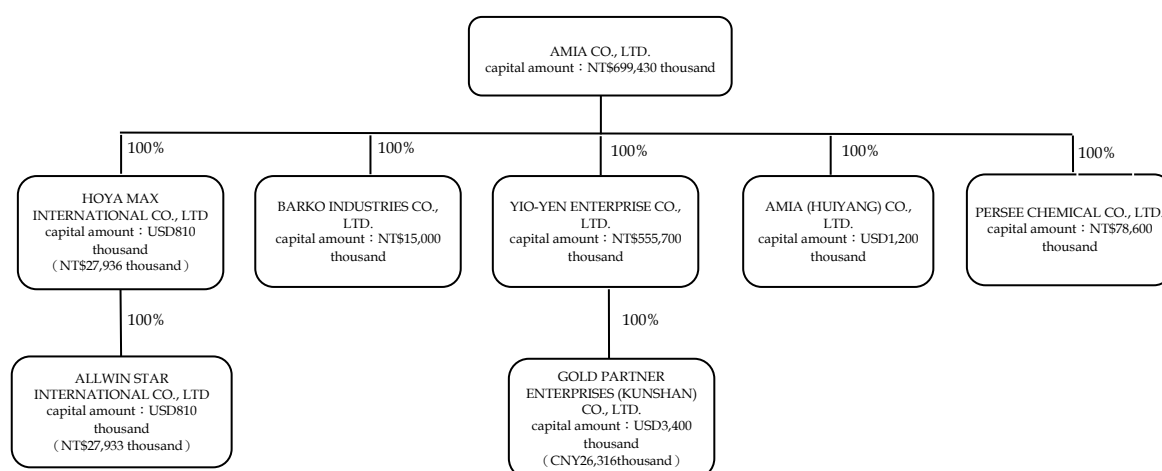 AMIA CO., LTD.
capital amount：NT$699,430 thousand
100%
100%
100%
100%
100%
HOYA MAX
INTERNATIONAL CO., LTD
capital amount：USD810
thousand
（NT$27,936 thousand）
BARKO INDUSTRIES CO.,
LTD.
capital amount：NT$15,000
thousand
YIO-YEN ENTERPRISE CO.,
LTD.
capital amount：NT$555,700
thousand
AMIA (HUIYANG) CO.,
LTD.
capital amount：USD1,200
thousand
PERSEE CHEMICAL CO., LTD.
capital amount：NT$78,600
thousand
100%
100%
ALLWIN STAR
INTERNATIONAL CO., LTD
capital amount：USD810
thousand
（NT$27,933 thousand）
GOLD PARTNER
ENTERPRISES (KUNSHAN)
CO., LTD.
capital amount：USD3,400
thousand
（CNY26,316thousand）